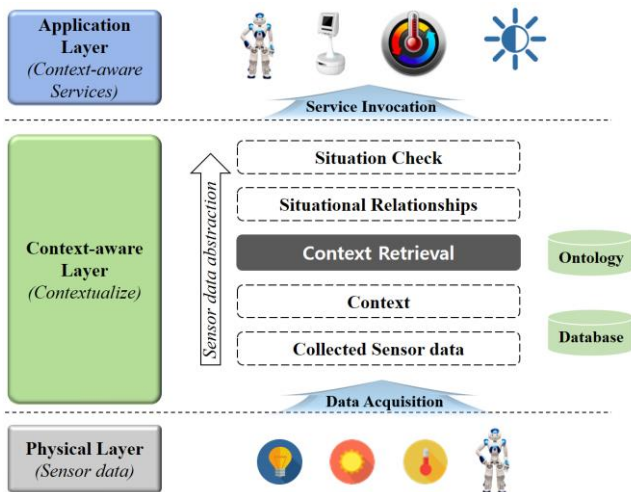 Application
Layer
(Context-aware
Services)
Service Invocation
Situation Check
Situational Relationships
Context Retrieval
Context
Collected Sensor data
Sensor data abstraction
Context-aware
Layer
(Contextualize)
Ontology
Database
Data Acquisition
Physical Layer
(Sensor data)